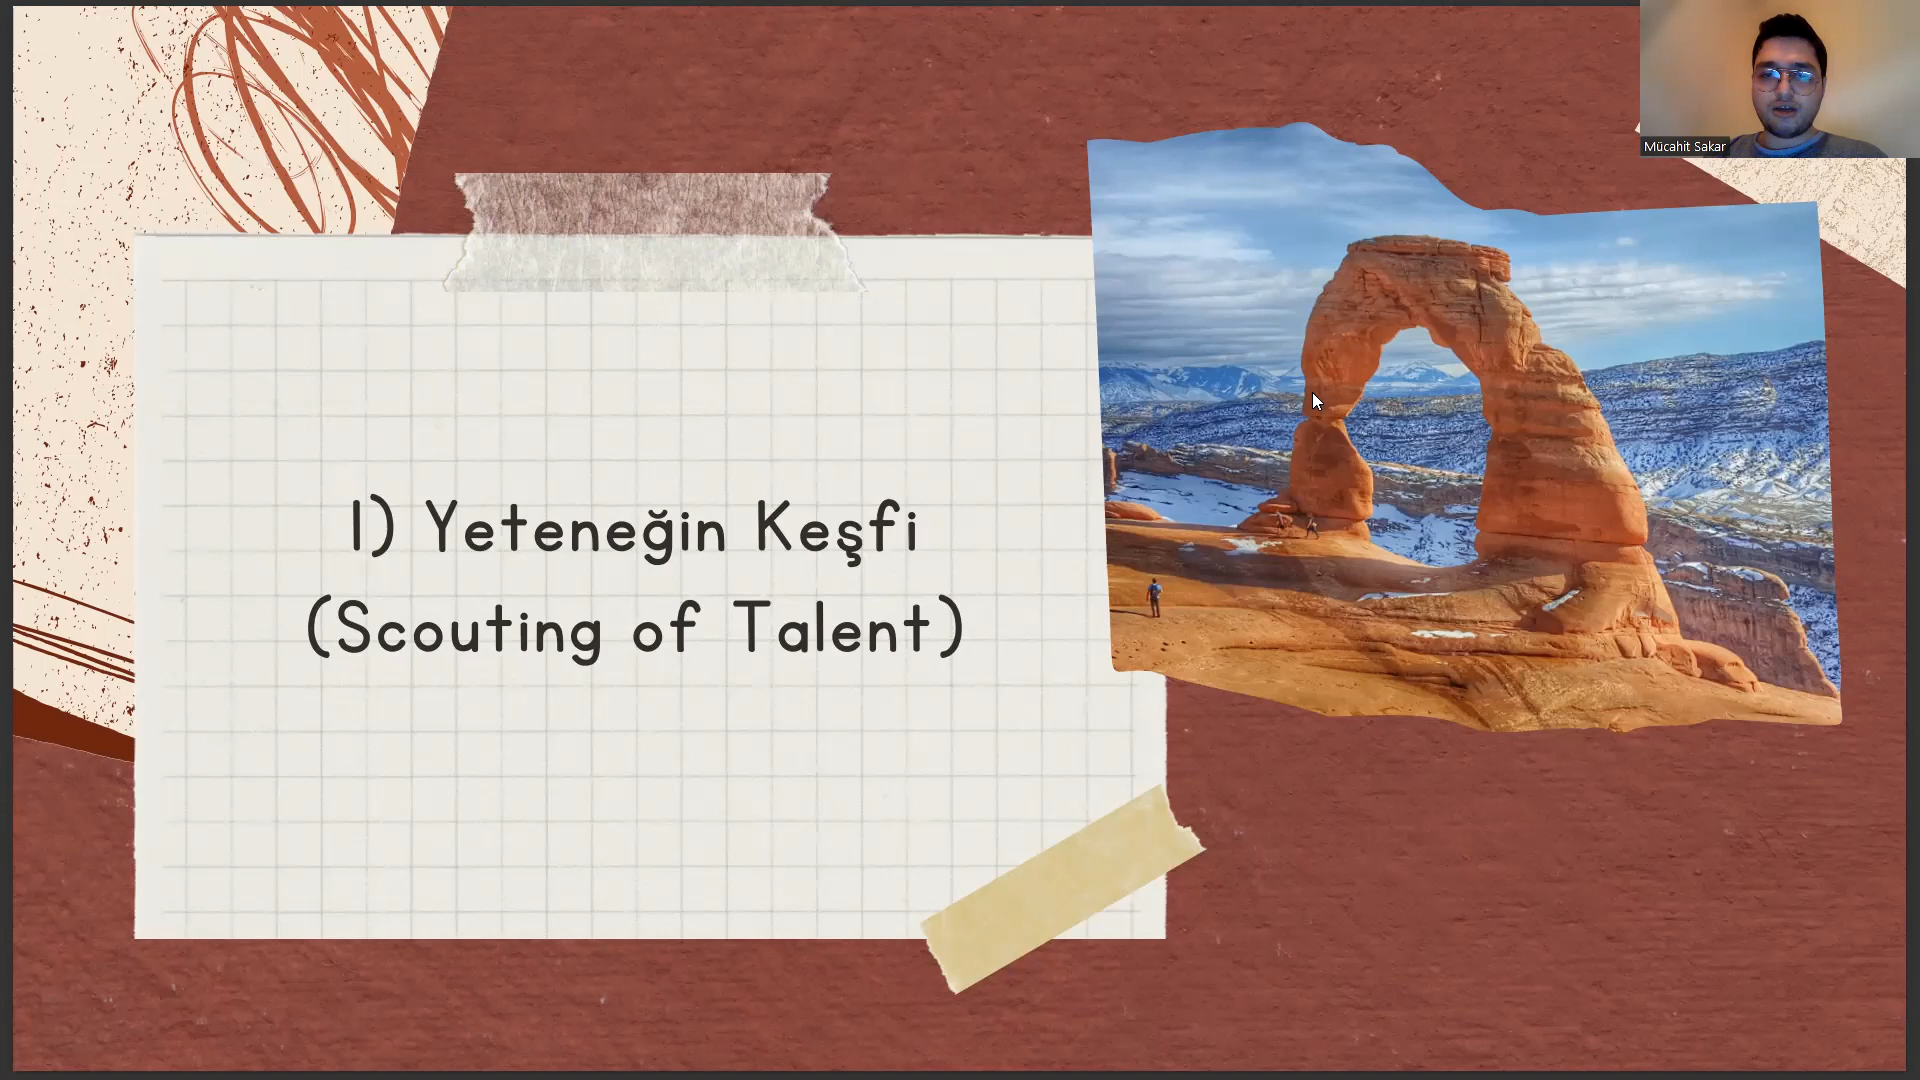 1) Yeteneğin Keşfi
(Scouting of Talent)
Mücahit Sakar